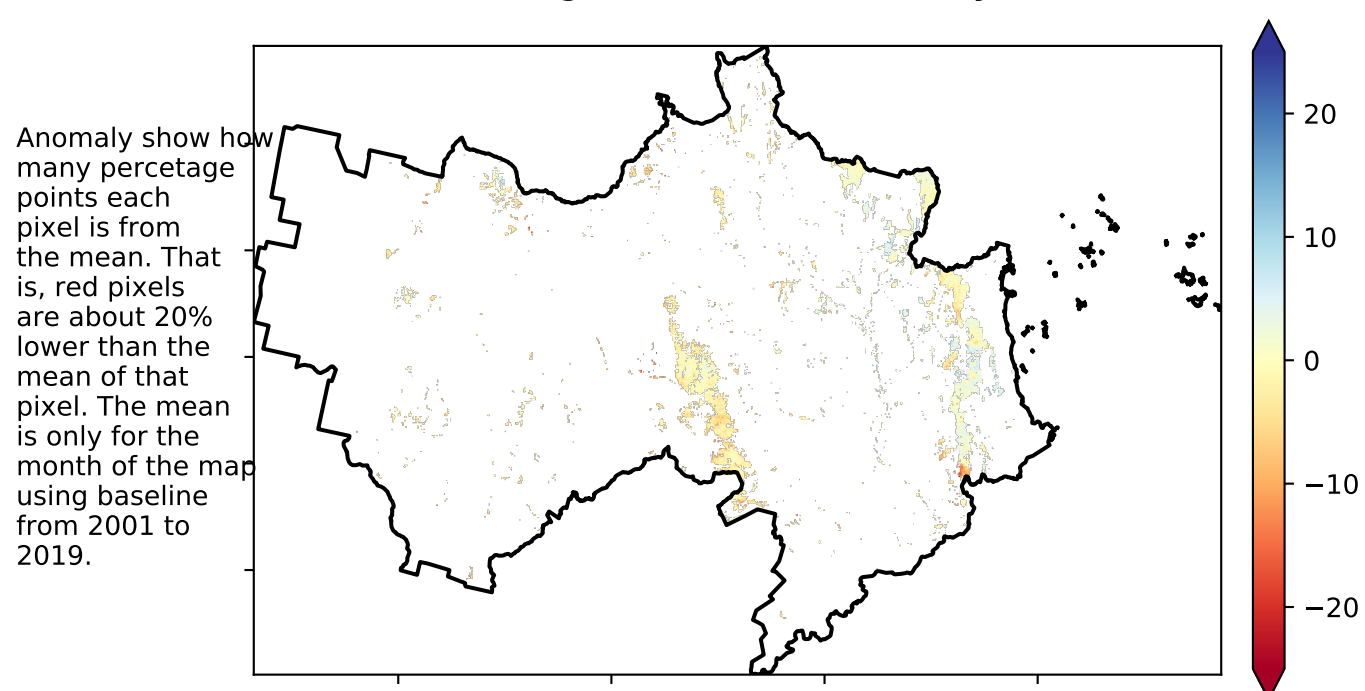 Anomaly show how
many percetage
points each
pixel is from
the mean. That
is, red pixels
are about 20%
lower than the
mean of that
pixel. The mean
is only for the
month of the map
using baseline
from 2001 to
2019.
20
10
0
−10
−20